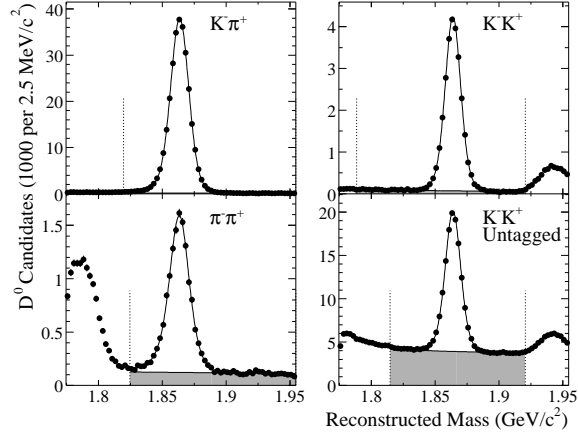 D⁰ Candidates (1000 per 2.5 MeV/c²)
K⁻π⁺
40
30
20
10
0
K⁻K⁺
4
3
2
1
0
π⁻π⁺
1.5
1
0.5
0
1.8 1.85 1.9 1.95
K⁻K⁺
Untagged
20
15
10
5
0
1.8 1.85 1.9 1.95
Reconstructed Mass (GeV/c²)